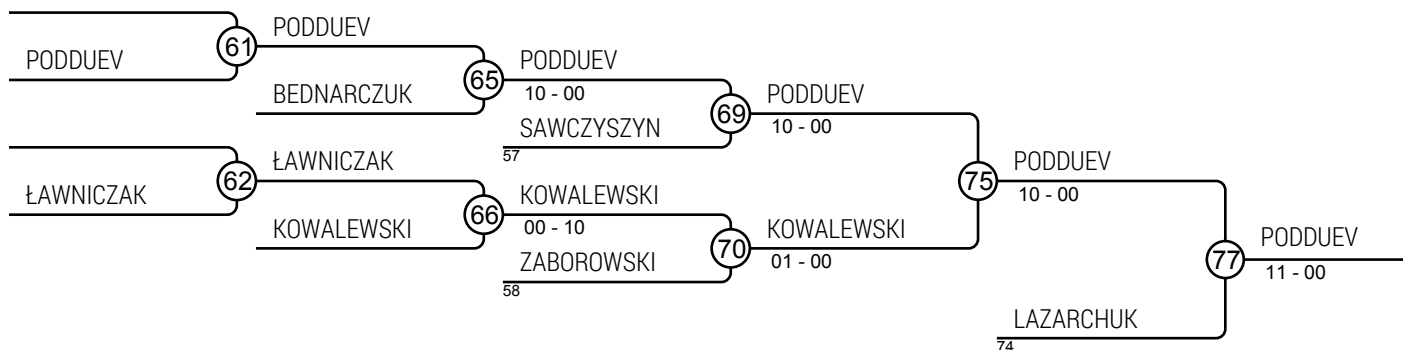 PODDUEV
61
PODDUEV
BEDNARCZUK
65
PODDUEV
10 - 00
SAWCZYSZYN
57
69
PODDUEV
10 - 00
ŁAWNICZAK
62
ŁAWNICZAK
KOWALEWSKI
66
KOWALEWSKI
00 - 10
ZABOROWSKI
58
70
KOWALEWSKI
01 - 00
75
PODDUEV
10 - 00
LAZARCHUK
74
77
PODDUEV
11 - 00